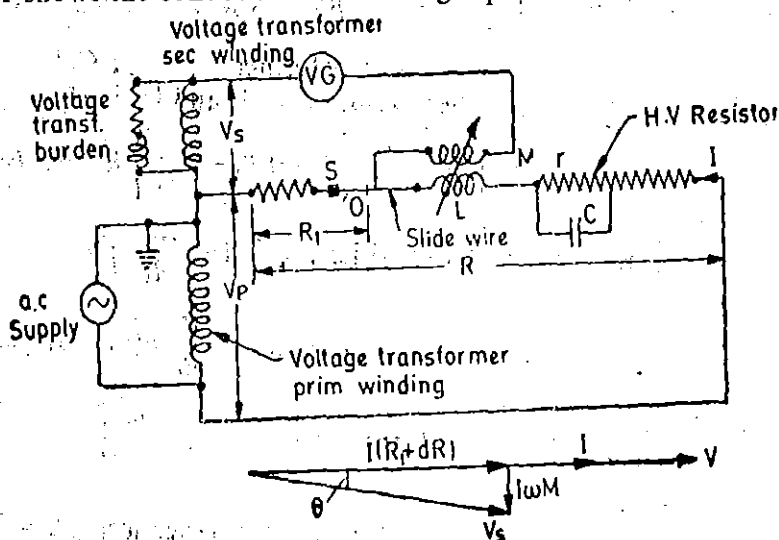 Voltage transformer
sec winding
VG
Voltage
transf.
burden
Vs
H.V Resistor
M
r
I
S
O
L
C
R1
Slide wire
R
a.c
Supply
VP
Voltage transformer
prim winding
I(R1+dR)
I
V
θ
IωM
Vs